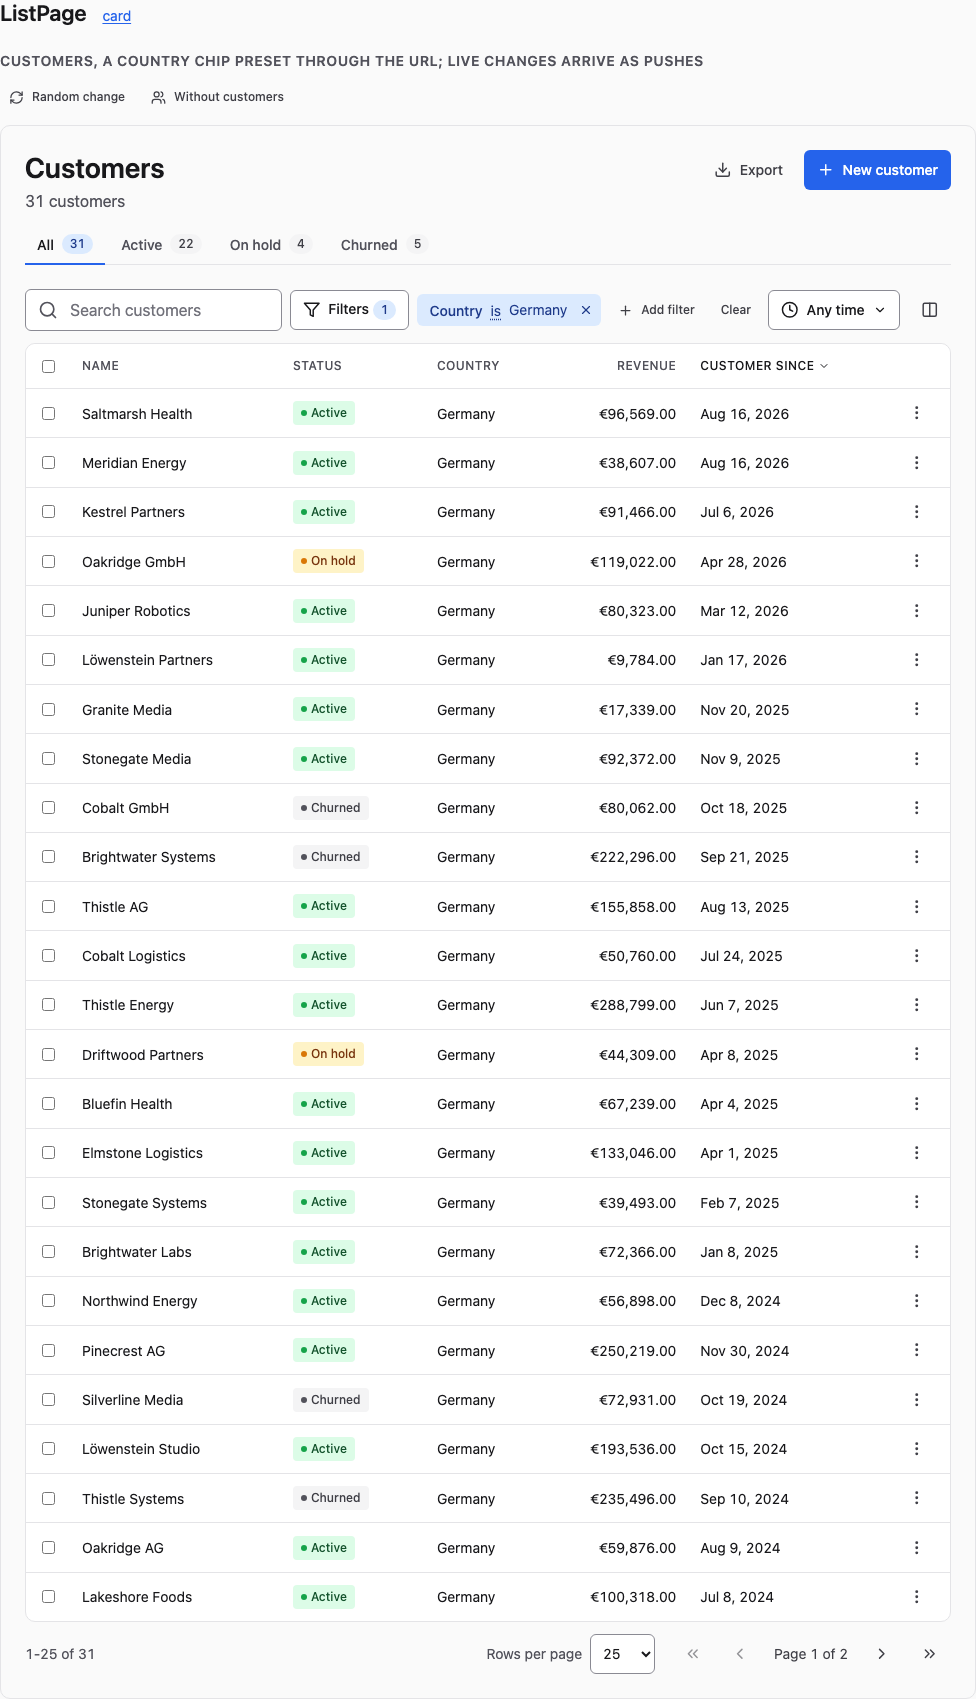 ListPage card
CUSTOMERS, A COUNTRY CHIP PRESET THROUGH THE URL; LIVE CHANGES ARRIVE AS PUSHES
Random change Without customers
Customers
31 customers
Export + New customer
All 31 Active 22 On hold 4 Churned 5
Search customers Filters 1 Country is Germany × + Add filter Clear Any time
NAME STATUS COUNTRY REVENUE CUSTOMER SINCE
Saltmarsh Health Active Germany €96,569.00 Aug 16, 2026
Meridian Energy Active Germany €38,607.00 Aug 16, 2026
Kestrel Partners Active Germany €91,466.00 Jul 6, 2026
Oakridge GmbH On hold Germany €119,022.00 Apr 28, 2026
Juniper Robotics Active Germany €80,323.00 Mar 12, 2026
Löwenstein Partners Active Germany €9,784.00 Jan 17, 2026
Granite Media Active Germany €17,339.00 Nov 20, 2025
Stonegate Media Active Germany €92,372.00 Nov 9, 2025
Cobalt GmbH Churned Germany €80,062.00 Oct 18, 2025
Brightwater Systems Churned Germany €222,296.00 Sep 21, 2025
Thistle AG Active Germany €155,858.00 Aug 13, 2025
Cobalt Logistics Active Germany €50,760.00 Jul 24, 2025
Thistle Energy Active Germany €288,799.00 Jun 7, 2025
Driftwood Partners On hold Germany €44,309.00 Apr 8, 2025
Bluefin Health Active Germany €67,239.00 Apr 4, 2025
Elmstone Logistics Active Germany €133,046.00 Apr 1, 2025
Stonegate Systems Active Germany €39,493.00 Feb 7, 2025
Brightwater Labs Active Germany €72,366.00 Jan 8, 2025
Northwind Energy Active Germany €56,898.00 Dec 8, 2024
Pinecrest AG Active Germany €250,219.00 Nov 30, 2024
Silverline Media Churned Germany €72,931.00 Oct 19, 2024
Löwenstein Studio Active Germany €193,536.00 Oct 15, 2024
Thistle Systems Churned Germany €235,496.00 Sep 10, 2024
Oakridge AG Active Germany €59,876.00 Aug 9, 2024
Lakeshore Foods Active Germany €100,318.00 Jul 8, 2024
1-25 of 31 Rows per page 25 Page 1 of 2